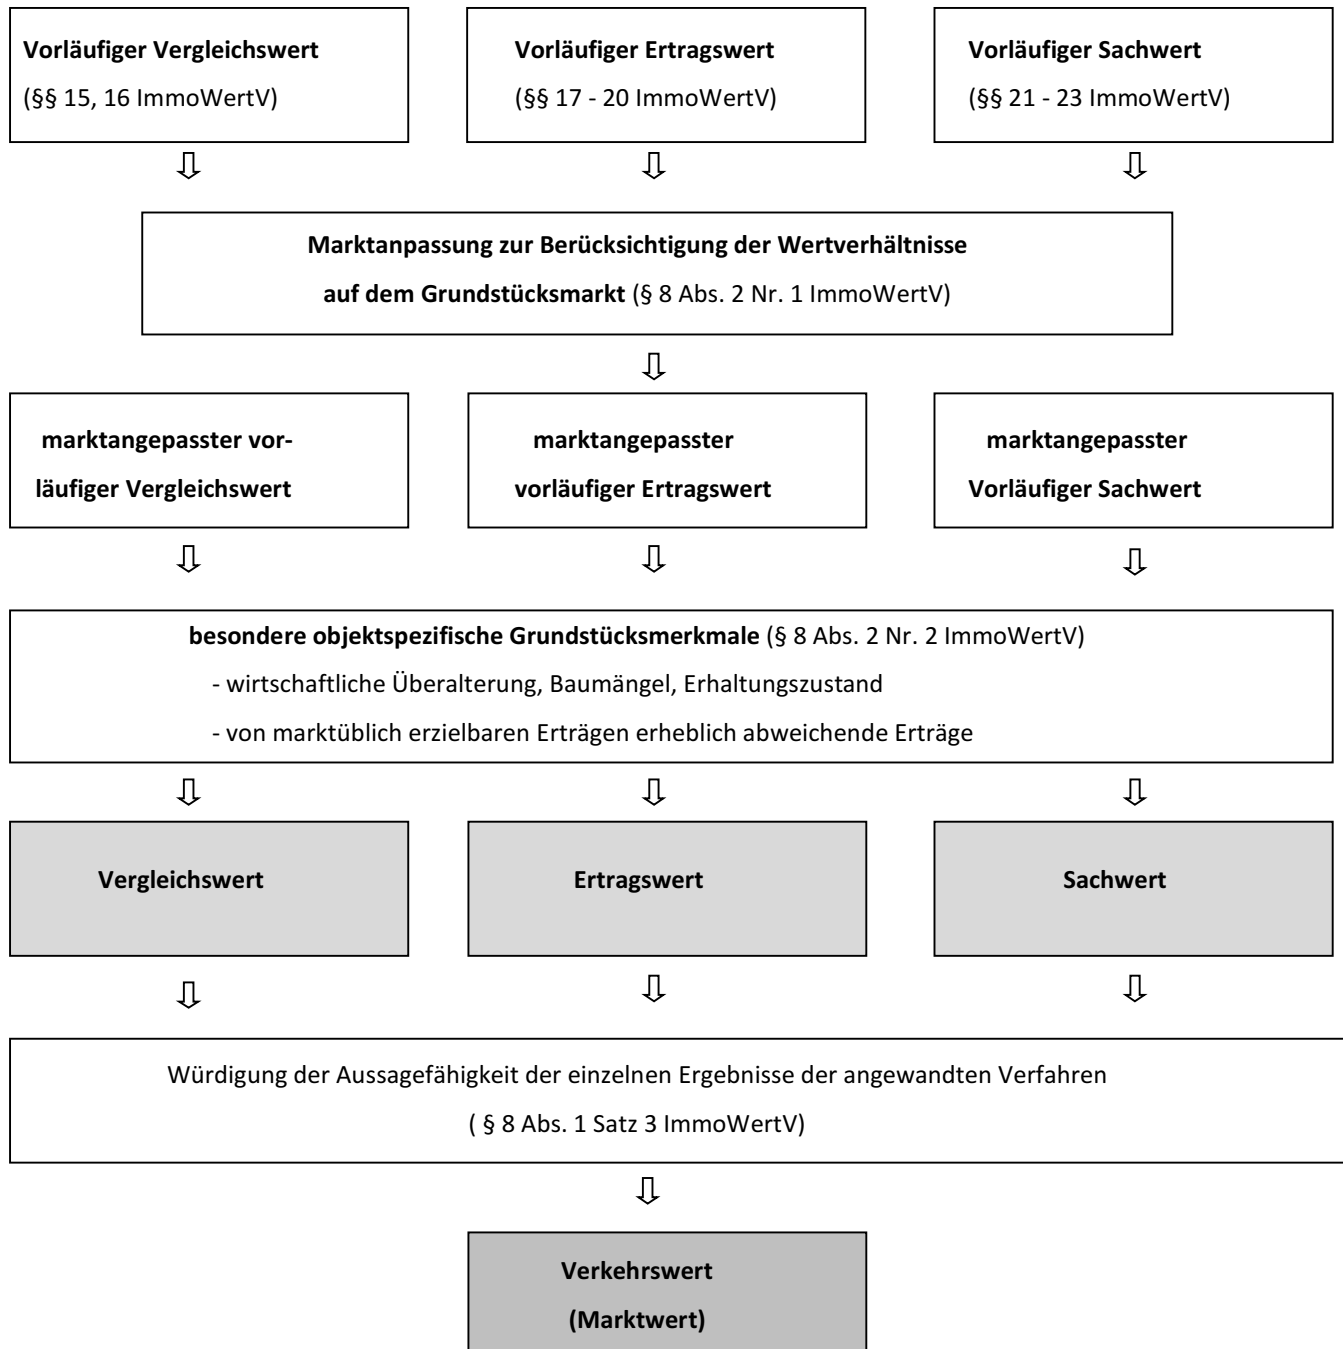 Vorläufiger Vergleichswert
(§§ 15, 16 ImmoWertV)
Vorläufiger Ertragswert
(§§ 17 - 20 ImmoWertV)
Vorläufiger Sachwert
(§§ 21 - 23 ImmoWertV)
Marktanpassung zur Berücksichtigung der Wertverhältnisse
auf dem Grundstücksmarkt (§ 8 Abs. 2 Nr. 1 ImmoWertV)
marktangepasster vor-
läufiger Vergleichswert
marktangepasster
vorläufiger Ertragswert
marktangepasster
Vorläufiger Sachwert
besondere objektspezifische Grundstücksmerkmale (§ 8 Abs. 2 Nr. 2 ImmoWertV)
- wirtschaftliche Überalterung, Baumängel, Erhaltungszustand
- von marktüblich erzielbaren Erträgen erheblich abweichende Erträge
Vergleichswert
Ertragswert
Sachwert
Würdigung der Aussagefähigkeit der einzelnen Ergebnisse der angewandten Verfahren
( § 8 Abs. 1 Satz 3 ImmoWertV)
Verkehrswert
(Marktwert)